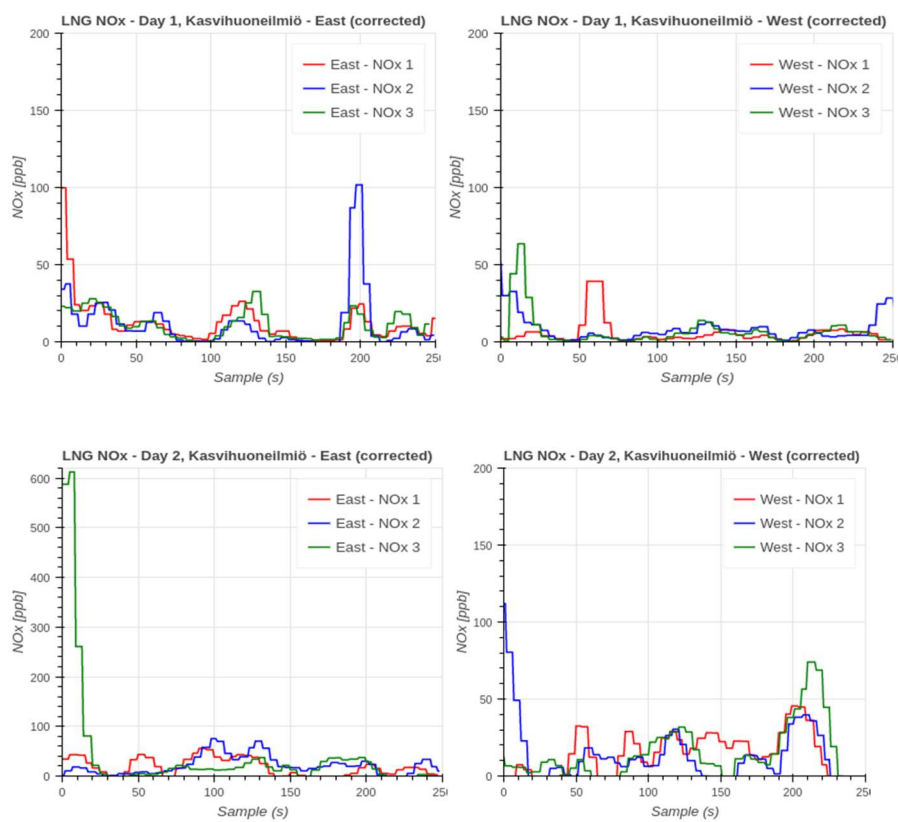 LNG NOx - Day 1, Kasvihuoneilmiö - East (corrected)
200
150
100
50
0
NOx [ppb]
East - NOx 1
East - NOx 2
East - NOx 3
0 50 100 150 200 250
Sample (s)
LNG NOx - Day 1, Kasvihuoneilmiö - West (corrected)
200
150
100
50
0
NOx [ppb]
West - NOx 1
West - NOx 2
West - NOx 3
0 50 100 150 200 250
Sample (s)
LNG NOx - Day 2, Kasvihuoneilmiö - East (corrected)
600
500
400
300
200
100
0
NOx [ppb]
East - NOx 1
East - NOx 2
East - NOx 3
0 50 100 150 200 250
Sample (s)
LNG NOx - Day 2, Kasvihuoneilmiö - West (corrected)
200
150
100
50
0
NOx [ppb]
West - NOx 1
West - NOx 2
West - NOx 3
0 50 100 150 200 250
Sample (s)